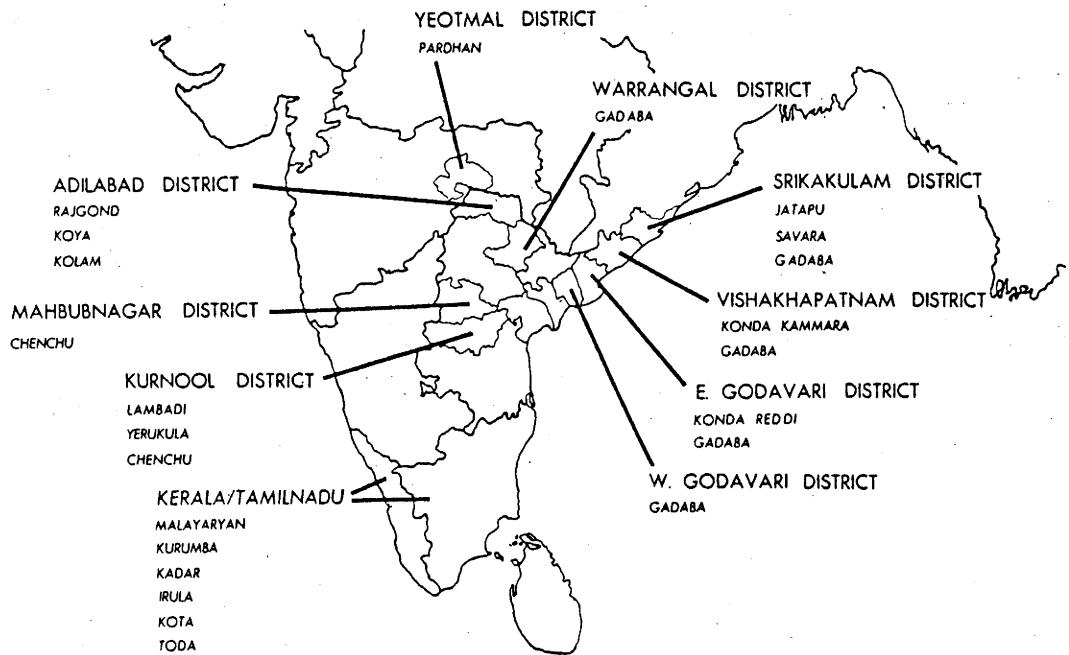 YEOTMAL DISTRICT
PARDHAN
WARRANGAL DISTRICT
GADABA
ADILABAD DISTRICT
RAJGOND
KOYA
KOLAM
SRIKAKULAM DISTRICT
JATAPU
SAVARA
GADABA
MAHBUBNAGAR DISTRICT
CHENCHU
VISHAKHAPATNAM DISTRICT
KONDA KAMMARA
GADABA
KURNOOL DISTRICT
LAMBADI
YERUKULA
CHENCHU
E. GODAVARI DISTRICT
KONDA REDDI
GADABA
W. GODAVARI DISTRICT
GADABA
KERALA/TAMILNADU
MALAYARYAN
KURUMBA
KADAR
IRULA
KOTA
TODA